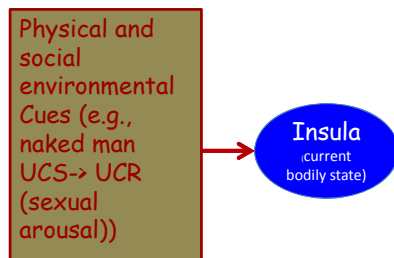 Physical and
social
environmental
Cues (e.g.,
naked man
UCS-> UCR
(sexual
arousal))
Insula
(current
bodily state)